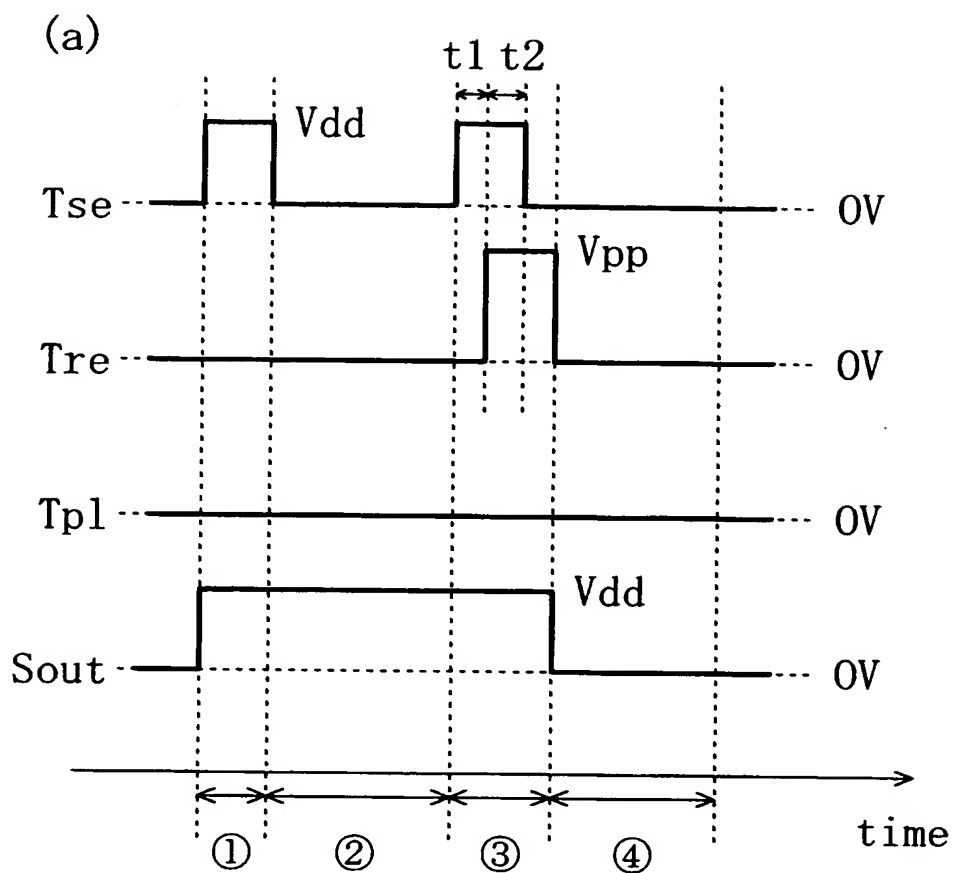 (a)
t1 t2
Vdd
Tse 0V
Vpp
Tre 0V
Tpl 0V
Vdd
Sout 0V
time
① ② ③ ④